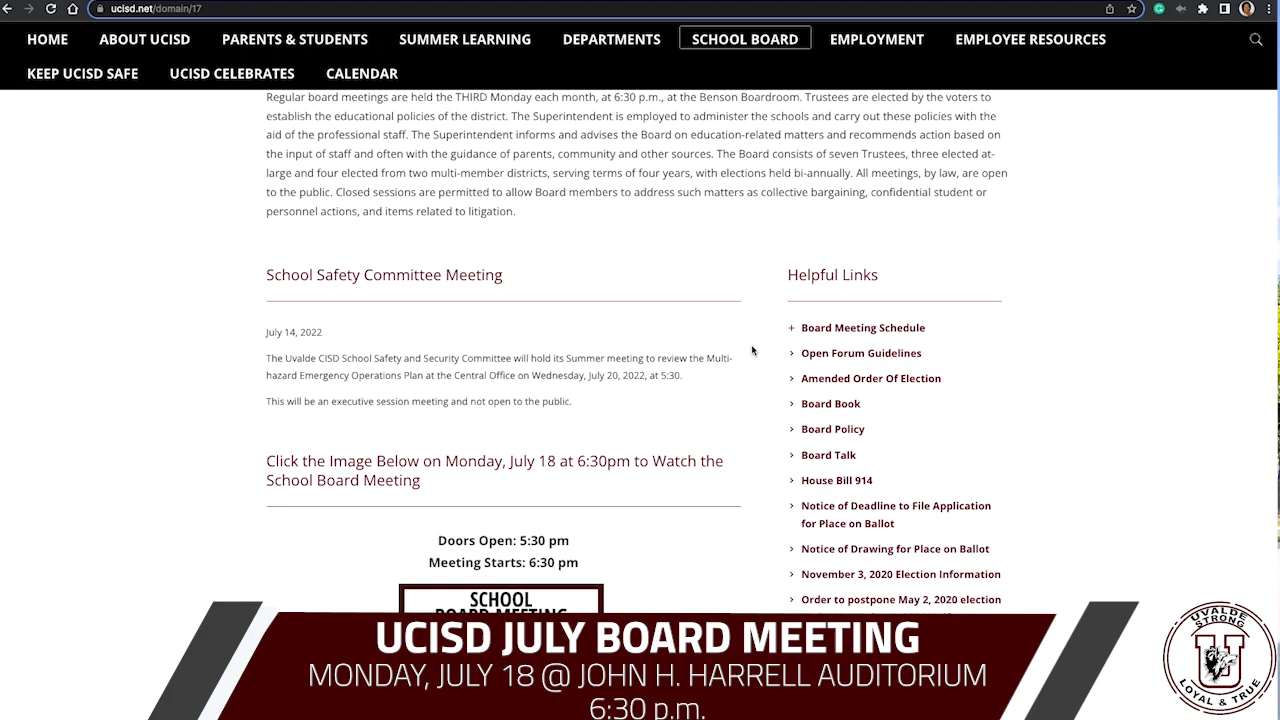 ucisd.net/domain/17
HOME ABOUT UCISD PARENTS & STUDENTS SUMMER LEARNING DEPARTMENTS SCHOOL BOARD EMPLOYMENT EMPLOYEE RESOURCES
KEEP UCISD SAFE UCISD CELEBRATES CALENDAR
Regular board meetings are held the THIRD Monday each month, at 6:30 p.m., at the Benson Boardroom. Trustees are elected by the voters to
establish the educational policies of the district. The Superintendent is employed to administer the schools and carry out these policies with the
aid of the professional staff. The Superintendent informs and advises the Board on education-related matters and recommends action based on
the input of staff and often with the guidance of parents, community and other sources. The Board consists of seven Trustees, three elected at-
large and four elected from two multi-member districts, serving terms of four years, with elections held bi-annually. All meetings, by law, are open
to the public. Closed sessions are permitted to allow Board members to address such matters as collective bargaining, confidential student or
personnel actions, and items related to litigation.
School Safety Committee Meeting
July 14, 2022
The Uvalde CISD School Safety and Security Committee will hold its Summer meeting to review the Multi-
hazard Emergency Operations Plan at the Central Office on Wednesday, July 20, 2022, at 5:30.
This will be an executive session meeting and not open to the public.
Click the Image Below on Monday, July 18 at 6:30pm to Watch the
School Board Meeting
Doors Open: 5:30 pm
Meeting Starts: 6:30 pm
SCHOOL
BOARD MEETING
Helpful Links
Board Meeting Schedule
Open Forum Guidelines
Amended Order Of Election
Board Book
Board Policy
Board Talk
House Bill 914
Notice of Deadline to File Application
for Place on Ballot
Notice of Drawing for Place on Ballot
November 3, 2020 Election Information
Order to postpone May 2, 2020 election
UCISD JULY BOARD MEETING
MONDAY, JULY 18 @ JOHN H. HARRELL AUDITORIUM
6:30 p.m.
UVALDE
STRONG
U
LOYAL & TRUE